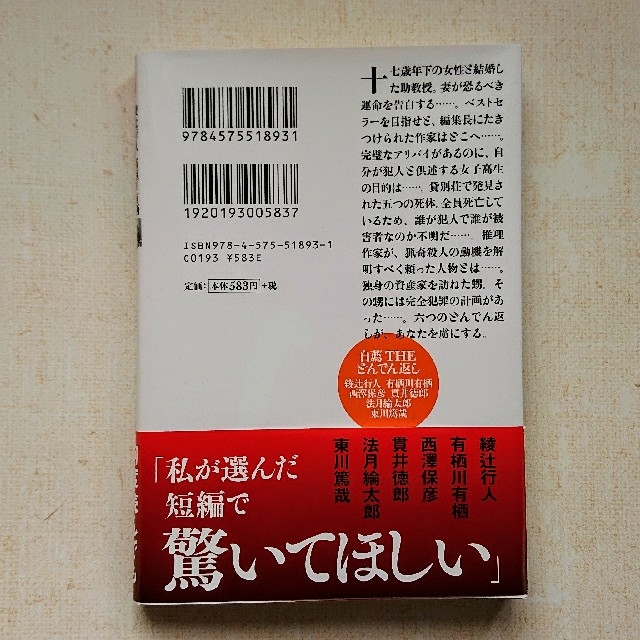 9784575518931
1920193005837
ISBN978-4-575-51893-1
C0193 ¥583E
定価:本体583円+税
十七歳年下の女性と結婚し
た助教授。妻が恐るべき
運命を告白する……。ベストセ
ラーを目指せと、編集長にたき
つけられた作家はどこへ……。
完璧なアリバイがあるのに、自
分が犯人と供述する女子高生
の目的は……。貸別荘で発見さ
れた五つの死体。全員死亡して
いるため、誰が犯人で誰が被
害者なのか不明だ……。推理
作家が、猟奇殺人の動機を解
明すべく頼った人物とは……。
独身の資産家を訪ねた甥。そ
の甥には完全犯罪の計画があ
った……。六つのどんでん返
しが、あなたを虜にする。
自薦 THE
どんでん返し
綾辻行人 有栖川有栖
西澤保彦 貫井徳郎
法月綸太郎
東川篤哉
綾辻行人
有栖川有栖
西澤保彦
貫井徳郎
法月綸太郎
東川篤哉
「私が選んだ
短編で
驚いてほしい」